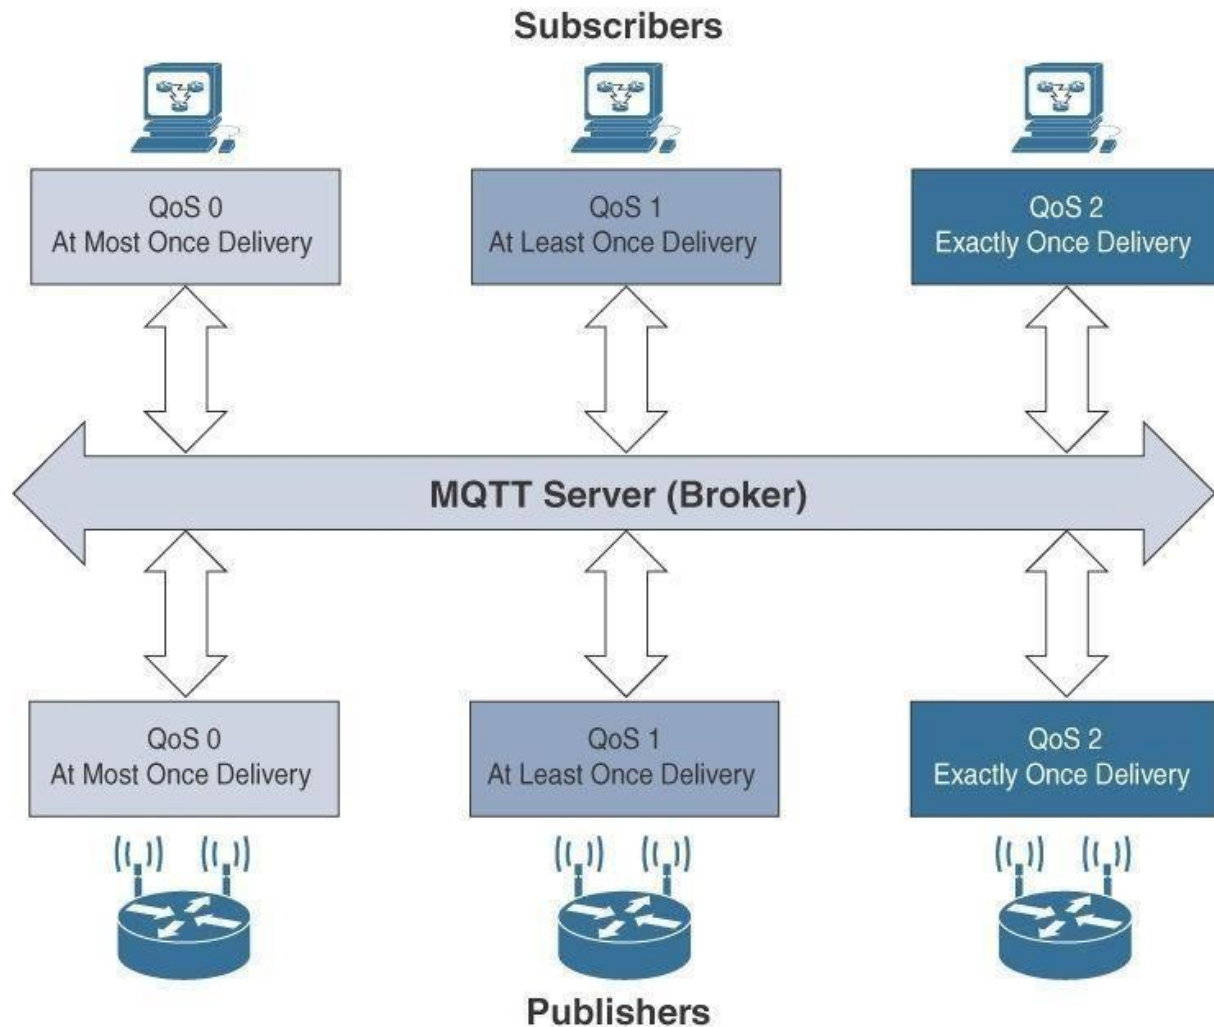 Subscribers
QoS 0
At Most Once Delivery
QoS 1
At Least Once Delivery
QoS 2
Exactly Once Delivery
MQTT Server (Broker)
QoS 0
At Most Once Delivery
QoS 1
At Least Once Delivery
QoS 2
Exactly Once Delivery
Publishers